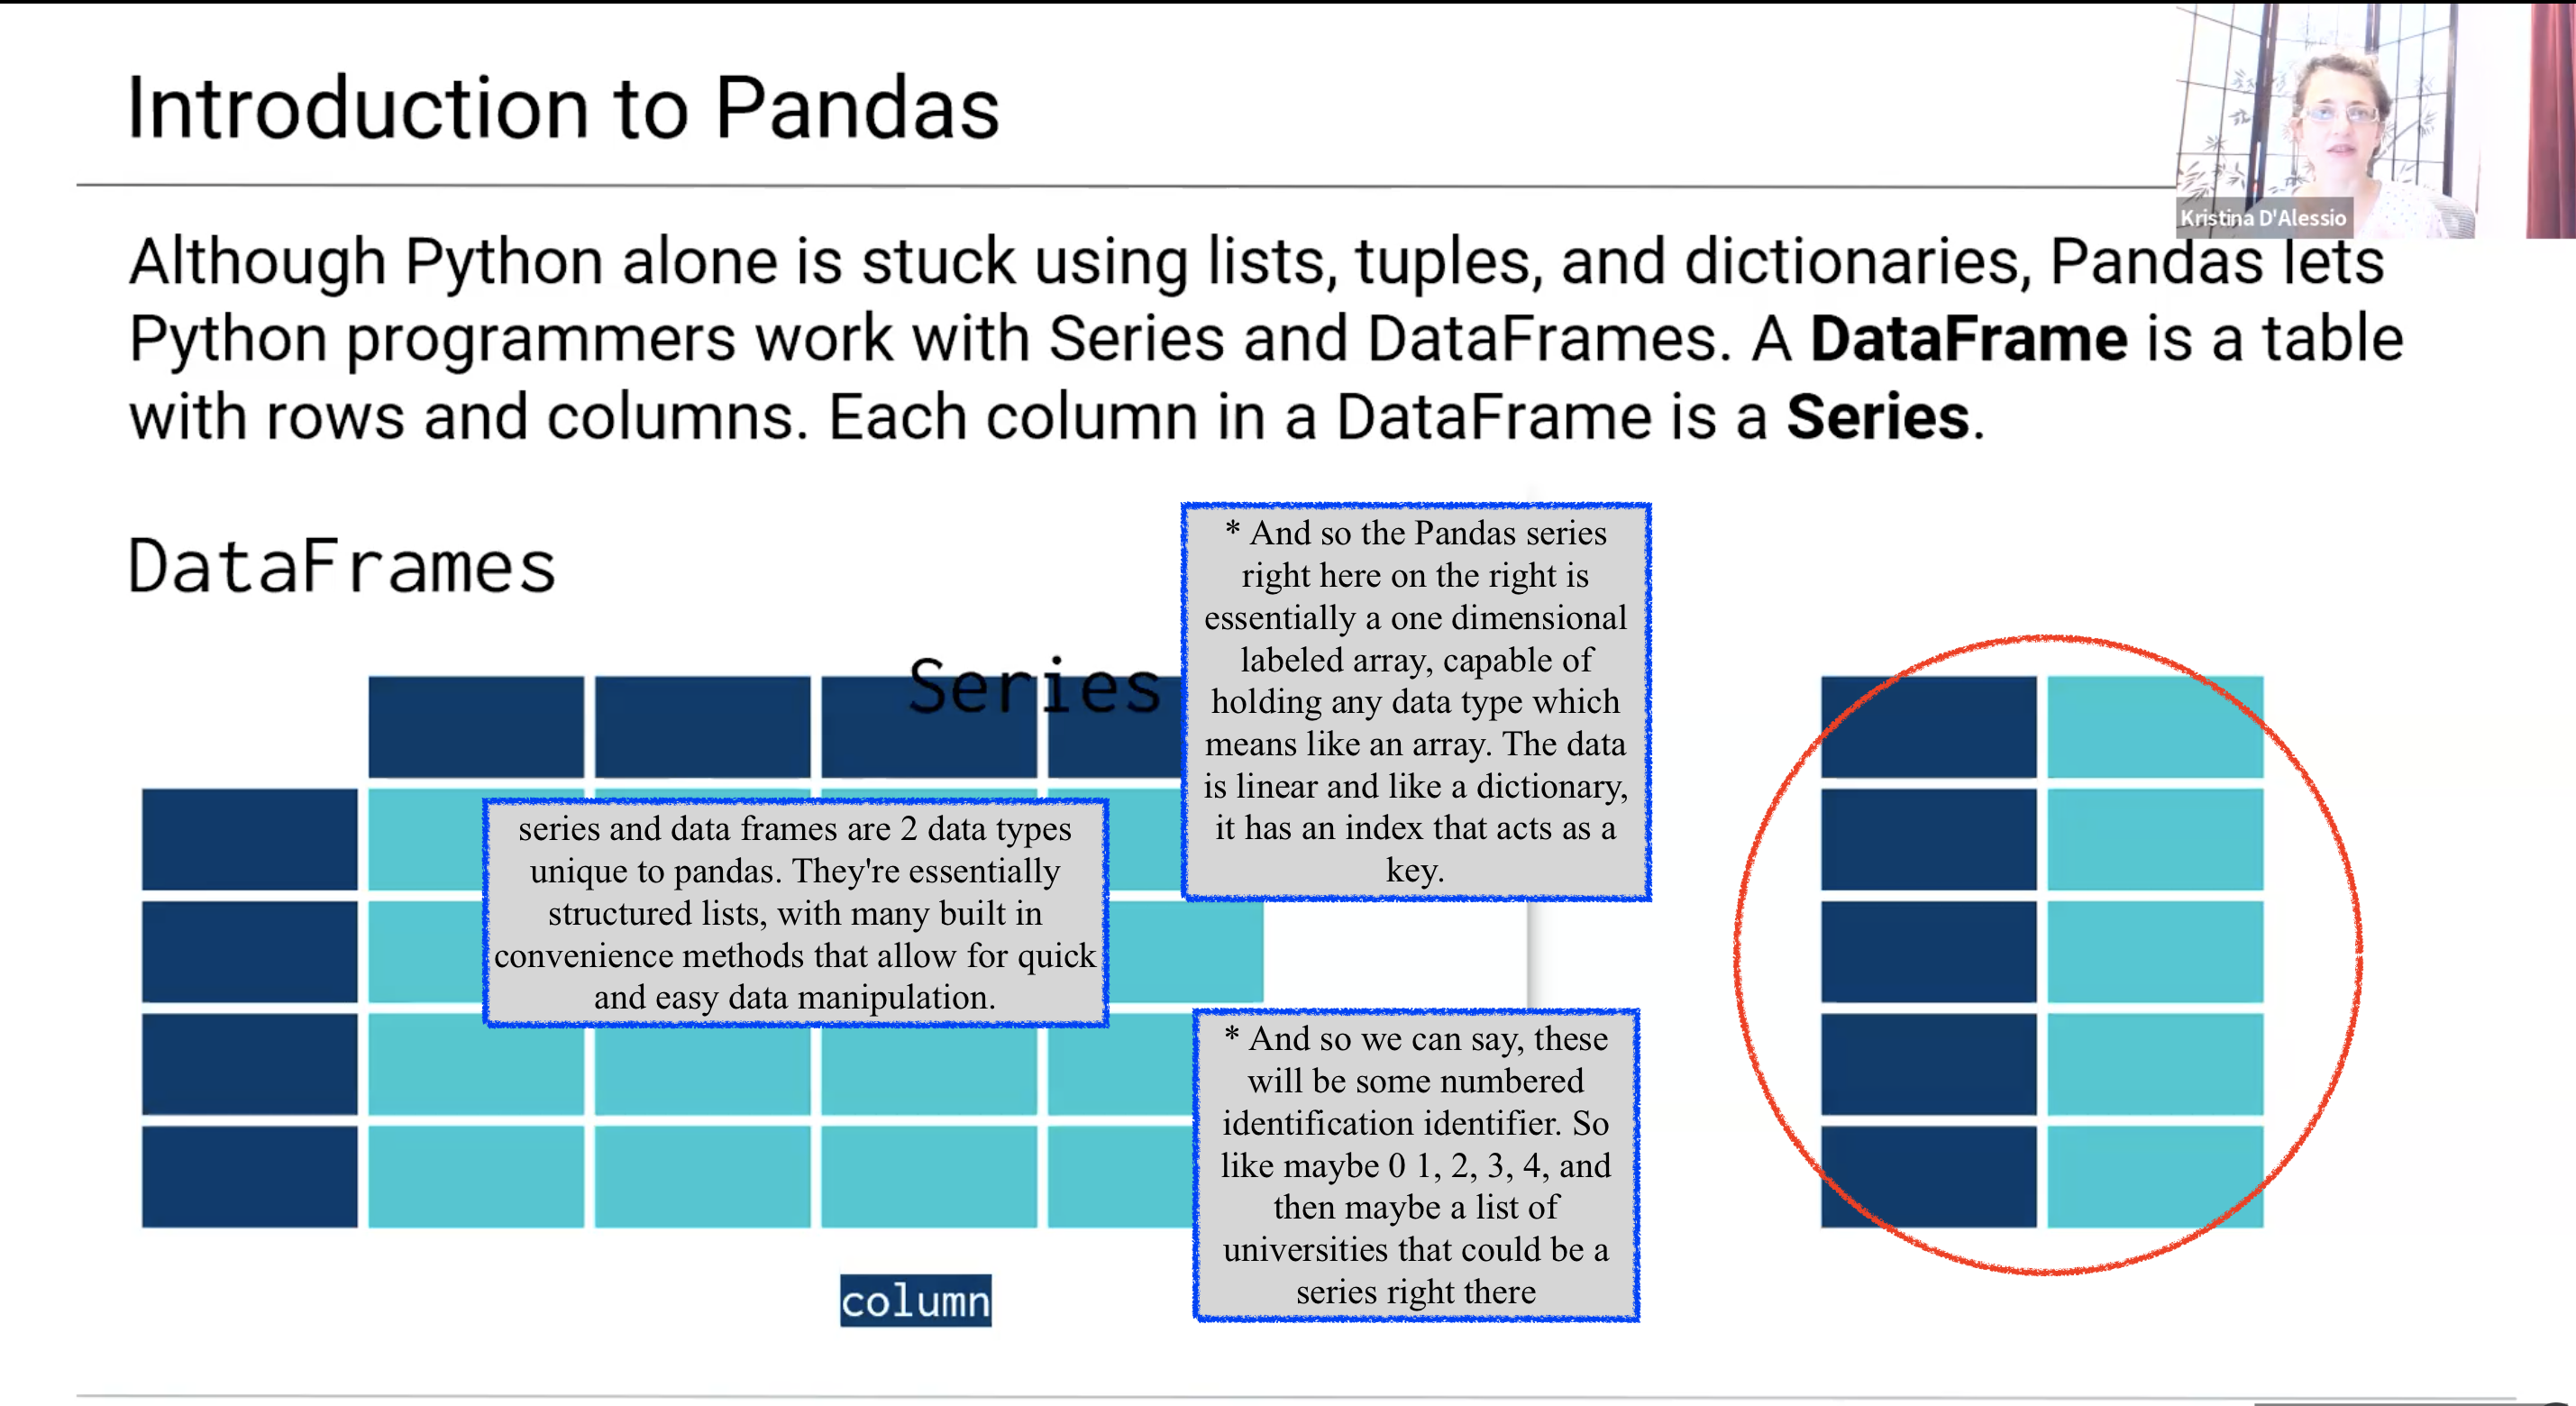 Introduction to Pandas
Kristina D'Alessio
Although Python alone is stuck using lists, tuples, and dictionaries, Pandas lets
Python programmers work with Series and DataFrames. A DataFrame is a table
with rows and columns. Each column in a DataFrame is a Series.
DataFrames
Series
* And so the Pandas series
right here on the right is
essentially a one dimensional
labeled array, capable of
holding any data type which
means like an array. The data
is linear and like a dictionary,
it has an index that acts as a
key.
series and data frames are 2 data types
unique to pandas. They're essentially
structured lists, with many built in
convenience methods that allow for quick
and easy data manipulation.
* And so we can say, these
will be some numbered
identification identifier. So
like maybe 0 1, 2, 3, 4, and
then maybe a list of
universities that could be a
series right there
column